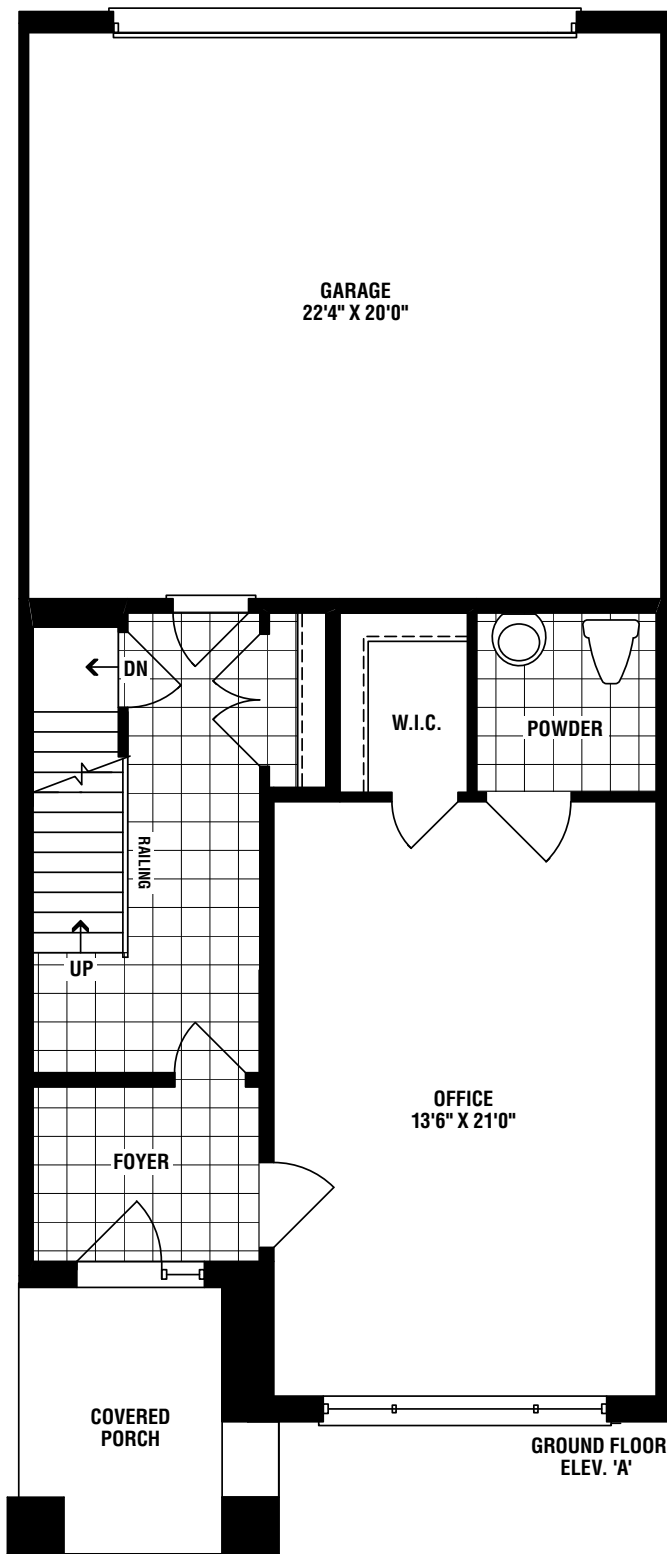 GARAGE
22'4" X 20'0"
DN
W.I.C.
POWDER
RAILING
UP
OFFICE
13'6" X 21'0"
FOYER
COVERED
PORCH
GROUND FLOOR
ELEV. 'A'